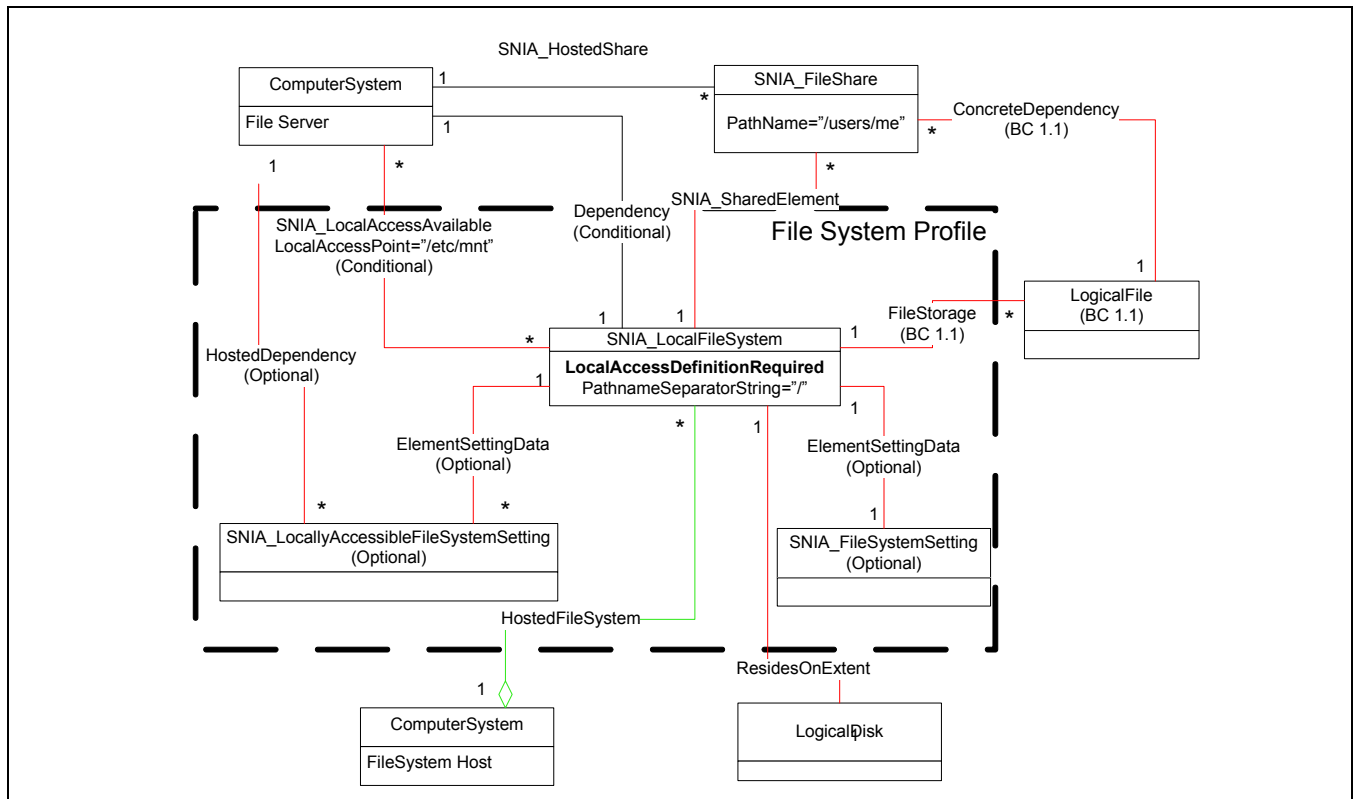 SNIA_HostedShare
ComputerSystem
File Server
1
*
SNIA_FileShare
PathName="/users/me"
ConcreteDependency
(BC 1.1)
*
1
1
*
*
SNIA_SharedElement
Dependency
(Conditional)
SNIA_LocalAccessAvailable
LocalAccessPoint="/etc/mnt"
(Conditional)
File System Profile
1
LogicalFile
(BC 1.1)
FileStorage
(BC 1.1)
*
1
1
1
*
SNIA_LocalFileSystem
LocalAccessDefinitionRequired
PathnameSeparatorString="/"
HostedDependency
(Optional)
1
*
1
1
ElementSettingData
(Optional)
ElementSettingData
(Optional)
*
*
1
SNIA_LocallyAccessibleFileSystemSetting
(Optional)
SNIA_FileSystemSetting
(Optional)
HostedFileSystem
ResidesOnExtent
1
ComputerSystem
FileSystem Host
LogicalDisk
1